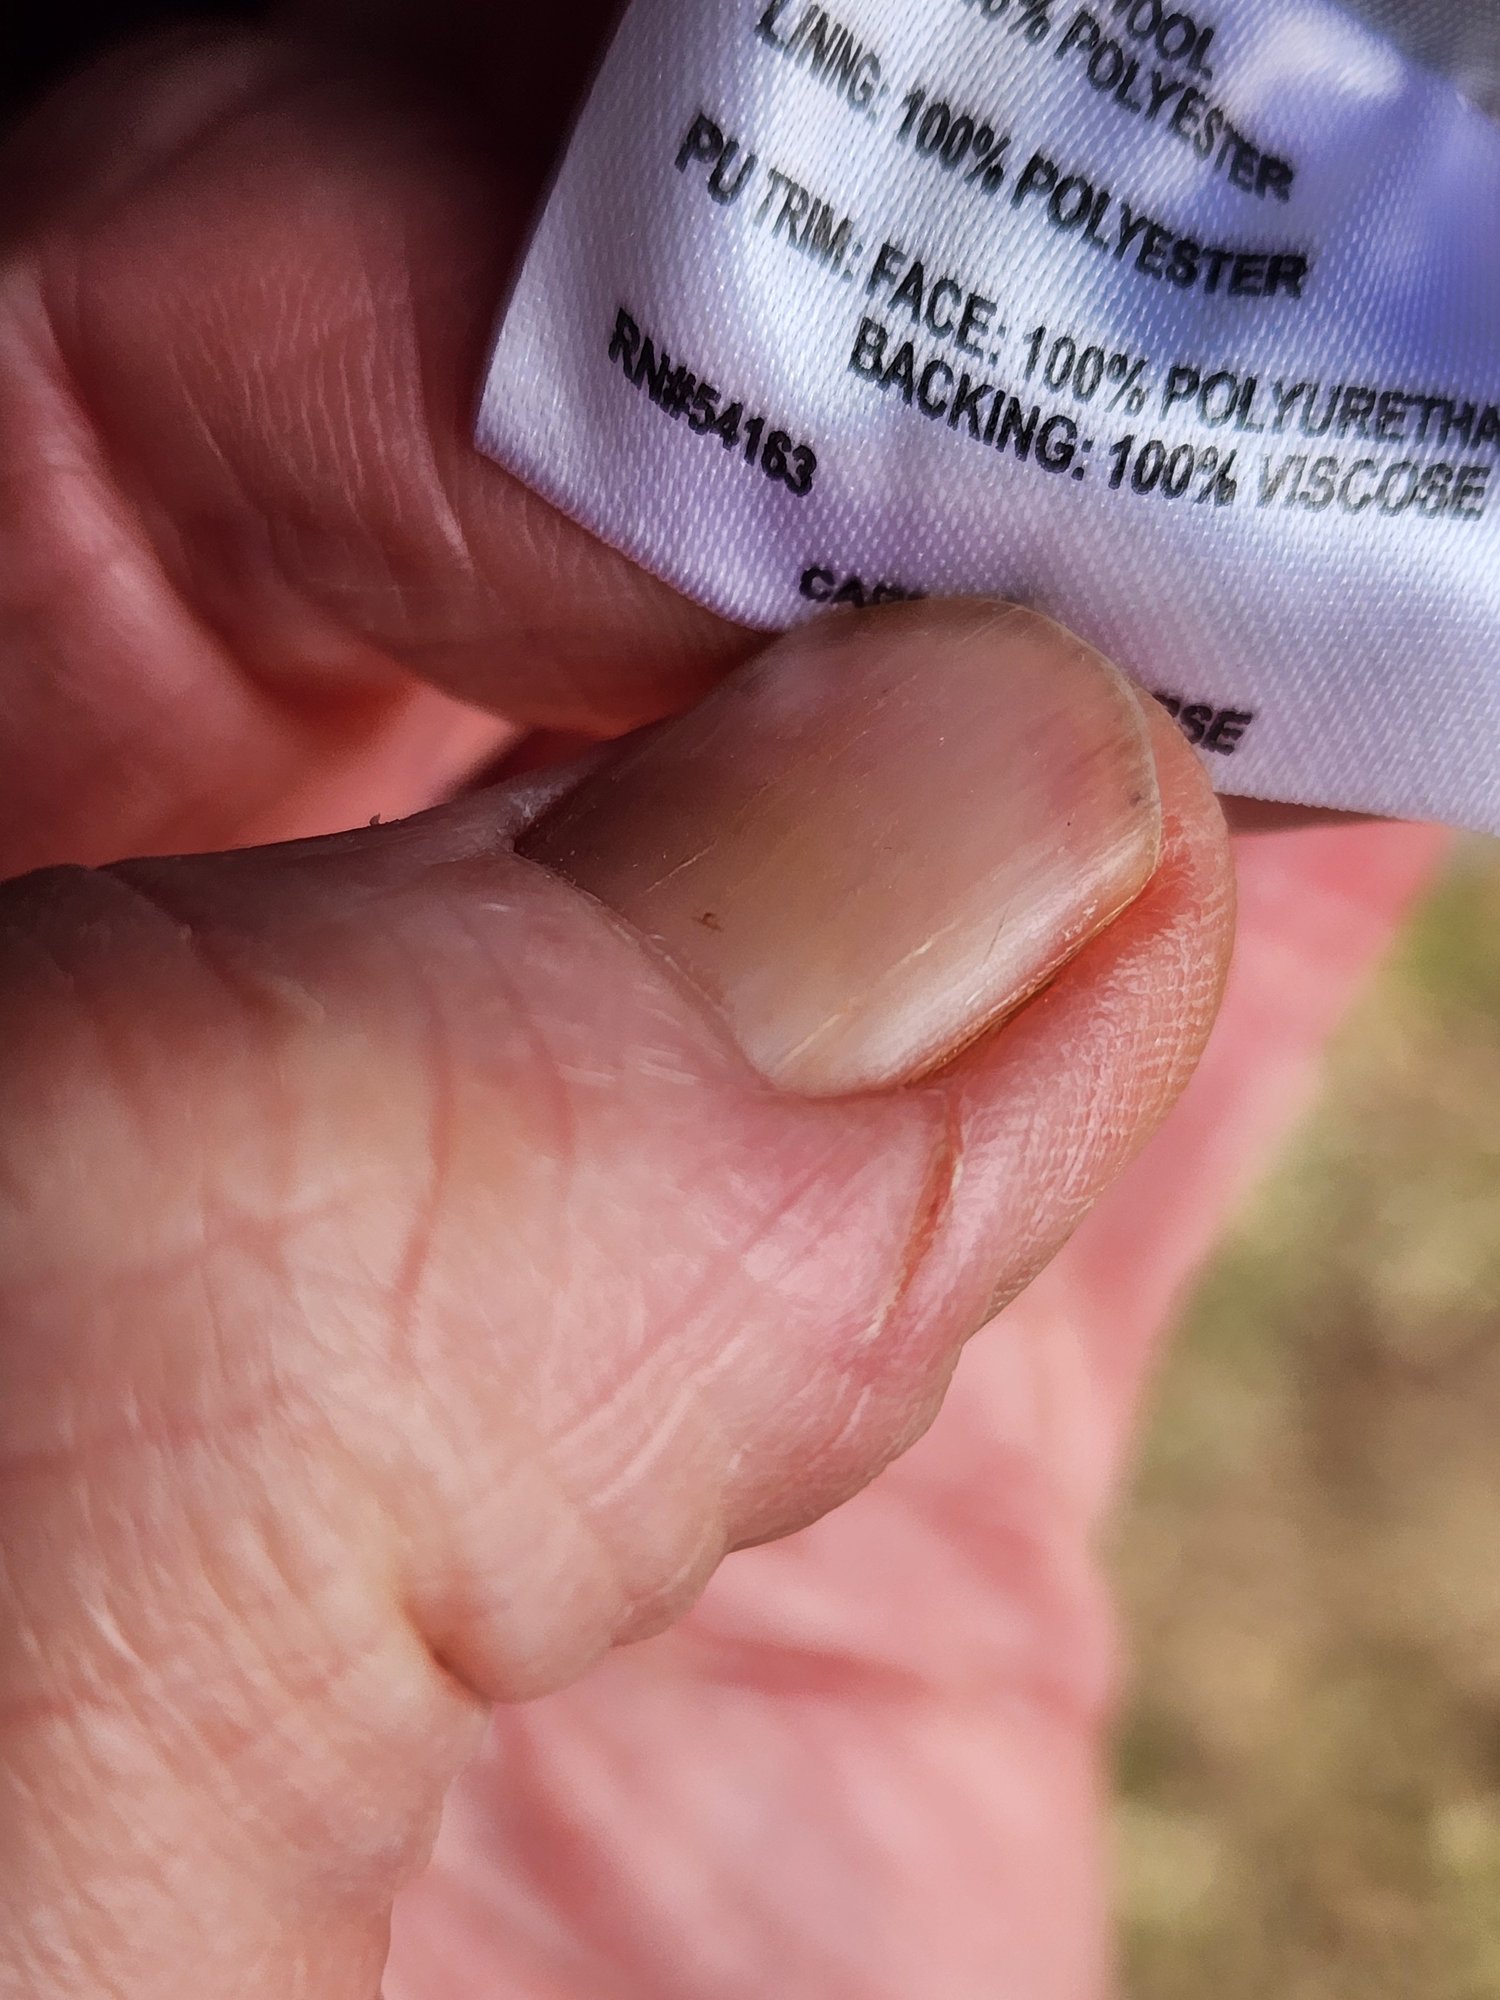 % POLYESTER
LINING: 100% POLYESTER
PU TRIM: FACE: 100% POLYURETHA
BACKING: 100% VISCOSE
RN#54163